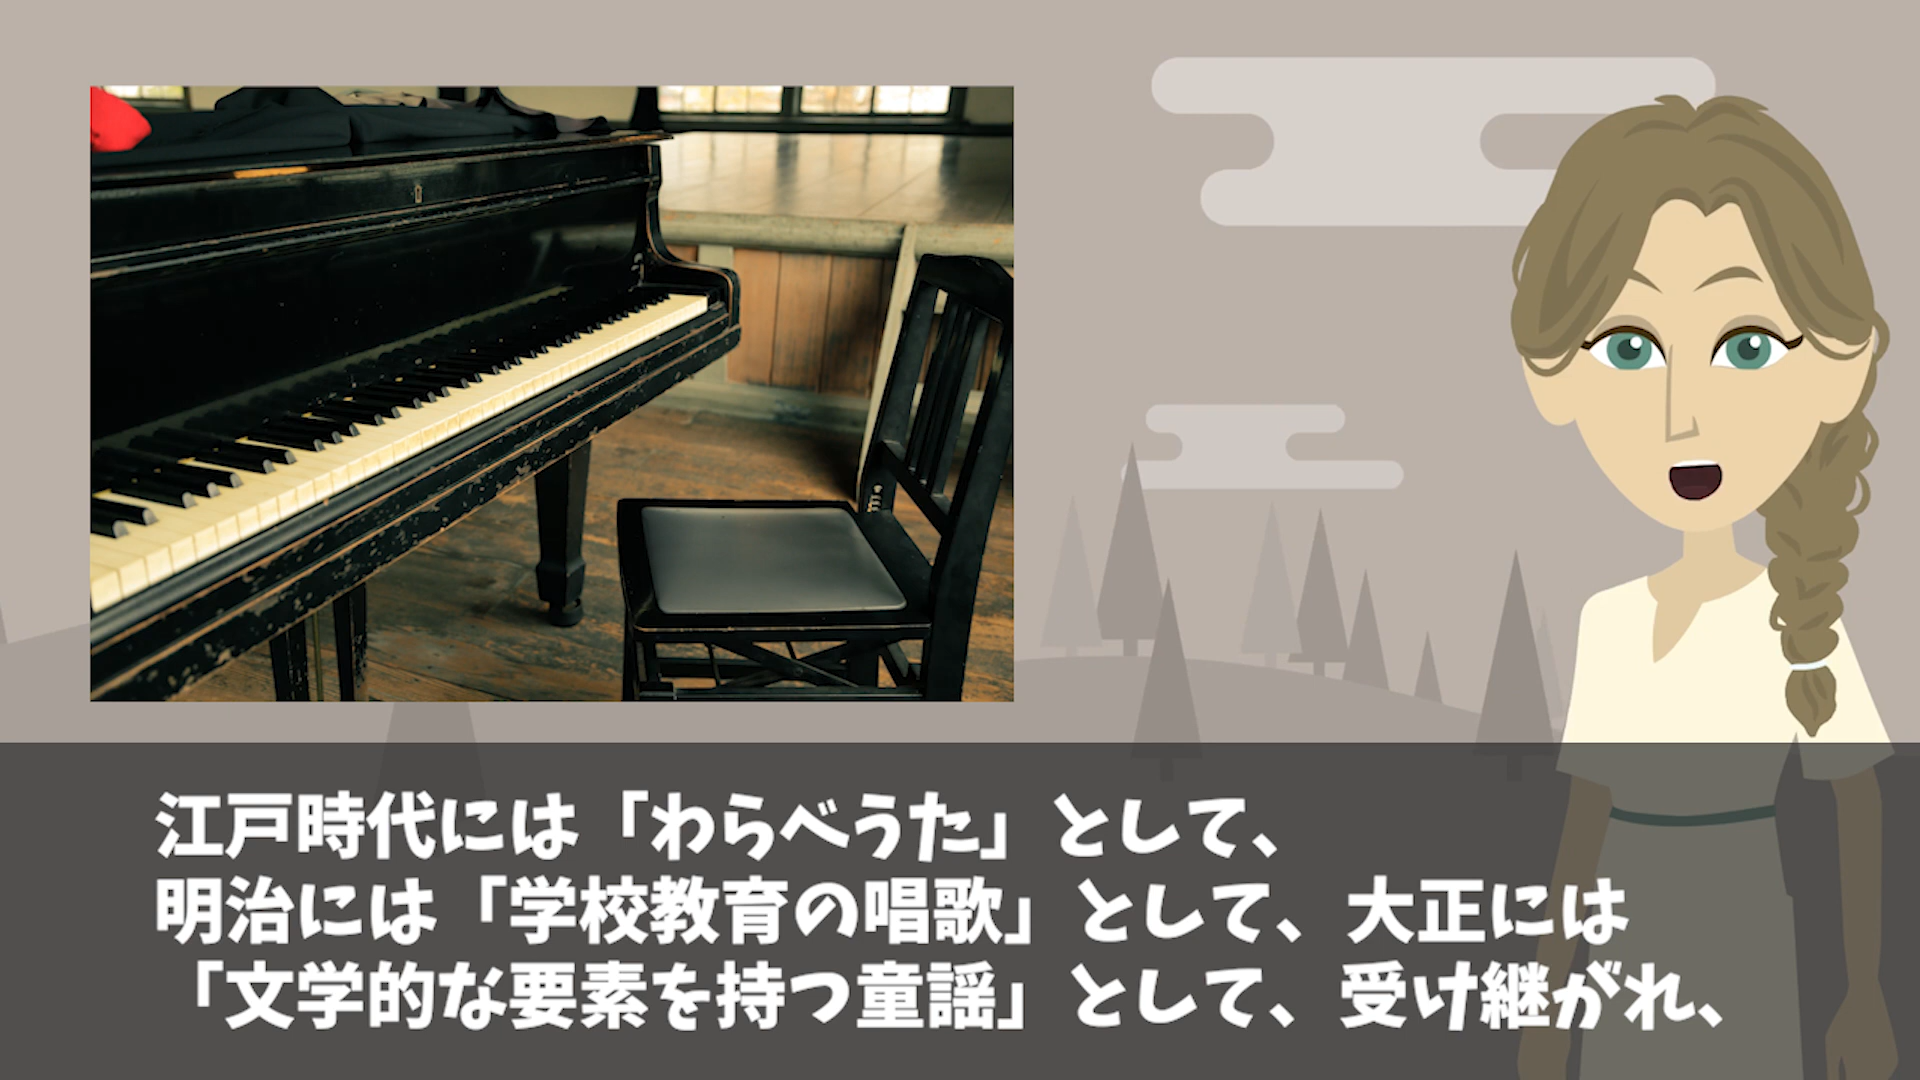 江戸時代には「わらべうた」として、
明治には「学校教育の唱歌」として、大正には
「文学的な要素を持つ童謡」として、受け継がれ、